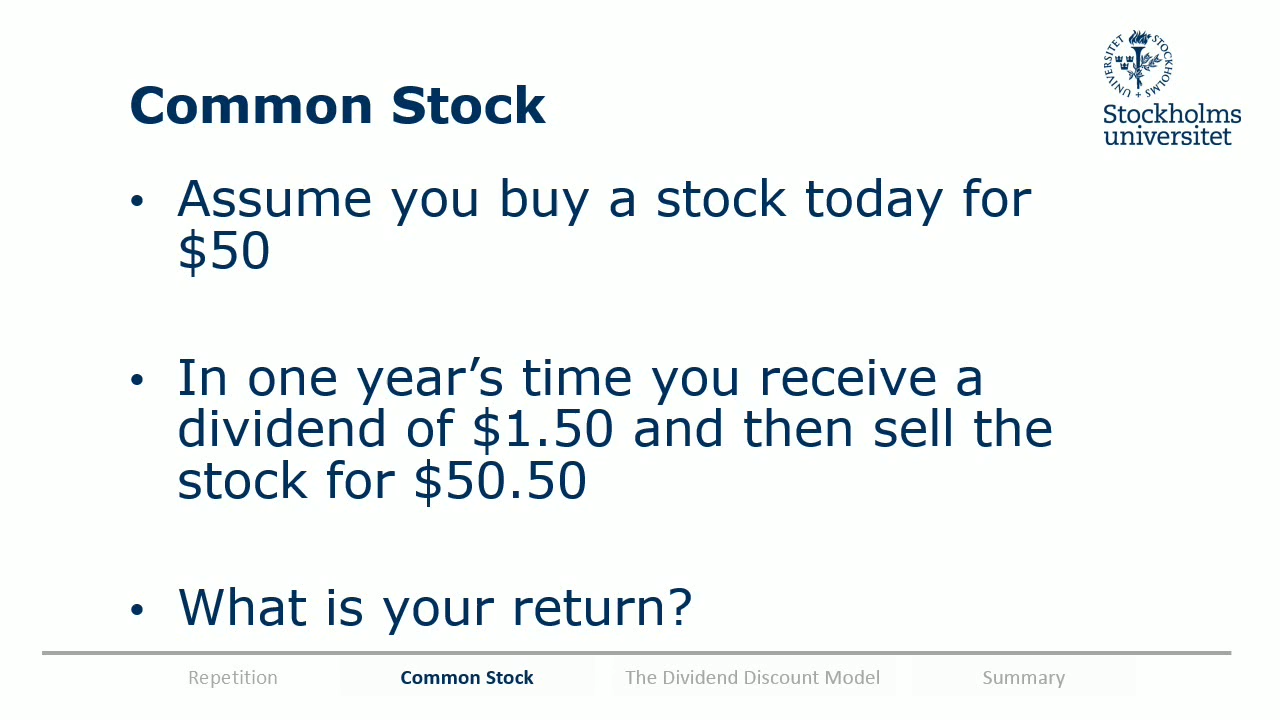 Common Stock
STOCKHOLMS UNIVERSITET
Stockholms
universitet
• Assume you buy a stock today for
$50
• In one year’s time you receive a
dividend of $1.50 and then sell the
stock for $50.50
• What is your return?
Repetition
Common Stock
The Dividend Discount Model
Summary